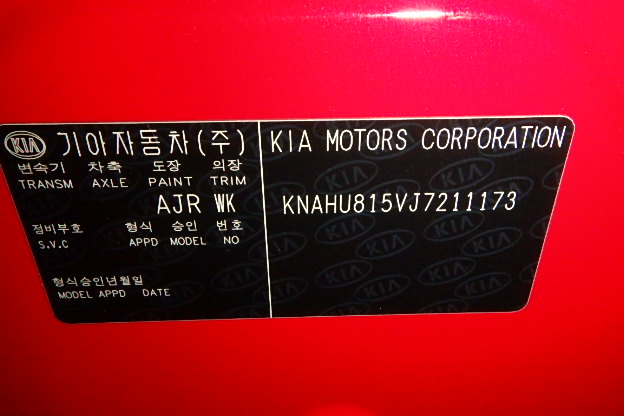 KIA 기아자동차(주)
변속기 차축 도장 의장
TRANSM AXLE PAINT TRIM
AJR WK
정비부호 형식 승인 번호
S.V.C APPD MODEL NO
형식승인년월일
MODEL APPD DATE
KIA MOTORS CORPORATION
KNAHU815VJ7211173